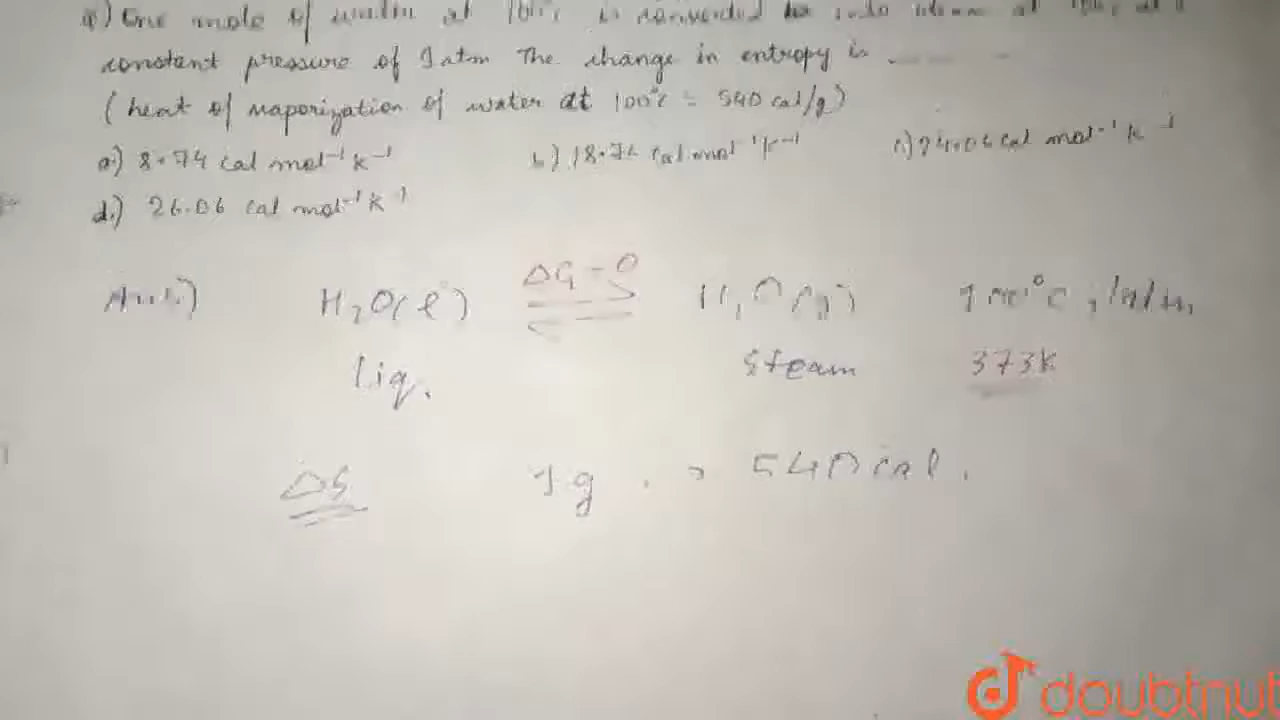 One mole of water at 100°c is converted into steam at 100°c at a
constant pressure of 1 atm The change in entropy is
(heat of vaporization of water at 100°c = 540 cal/g)
a.) 8.74 cal mol⁻¹ k⁻¹ b.) 18.76 cal mol⁻¹ k⁻¹ c.) 24.06 cal mol⁻¹ k⁻¹
d.) 26.06 cal mol⁻¹ k⁻¹
H₂O(l) ΔG = 0 H₂O(g) 100°C, 1atm,
liq. steam 373k
ΔS 1g 540 cal.
doubtnut